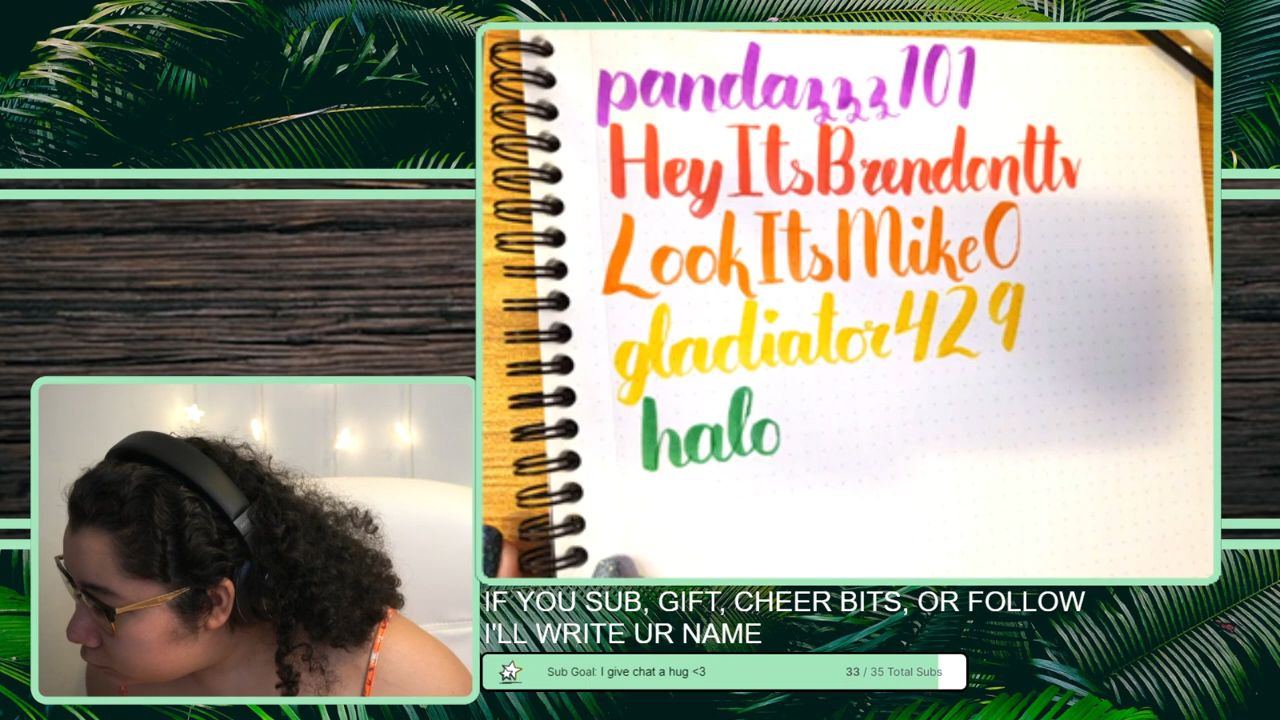 pandazzz101
HeyItsBrendonttv
LookItsMikeO
gladiator429
halo
IF YOU SUB, GIFT, CHEER BITS, OR FOLLOW
I'LL WRITE UR NAME
Sub Goal: I give chat a hug <3 33 / 35 Total Subs